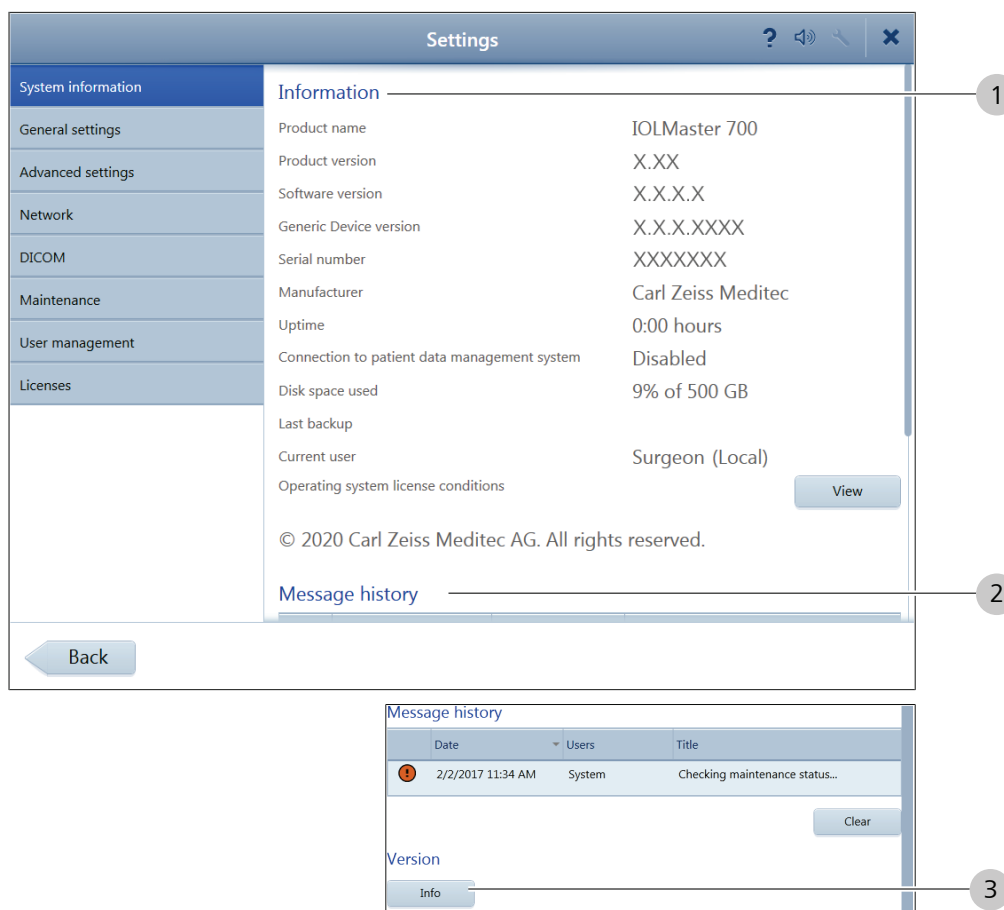 Settings
?
System information
General settings
Advanced settings
Network
DICOM
Maintenance
User management
Licenses
Information
1
Product name IOLMaster 700
Product version X.XX
Software version X.X.X.X
Generic Device version X.X.X.XXXX
Serial number XXXXXXX
Manufacturer Carl Zeiss Meditec
Uptime 0:00 hours
Connection to patient data management system Disabled
Disk space used 9% of 500 GB
Last backup
Current user Surgeon (Local)
Operating system license conditions View
© 2020 Carl Zeiss Meditec AG. All rights reserved.
Message history
2
Back
Message history
Date Users Title
2/2/2017 11:34 AM System Checking maintenance status...
Clear
Version
Info
3